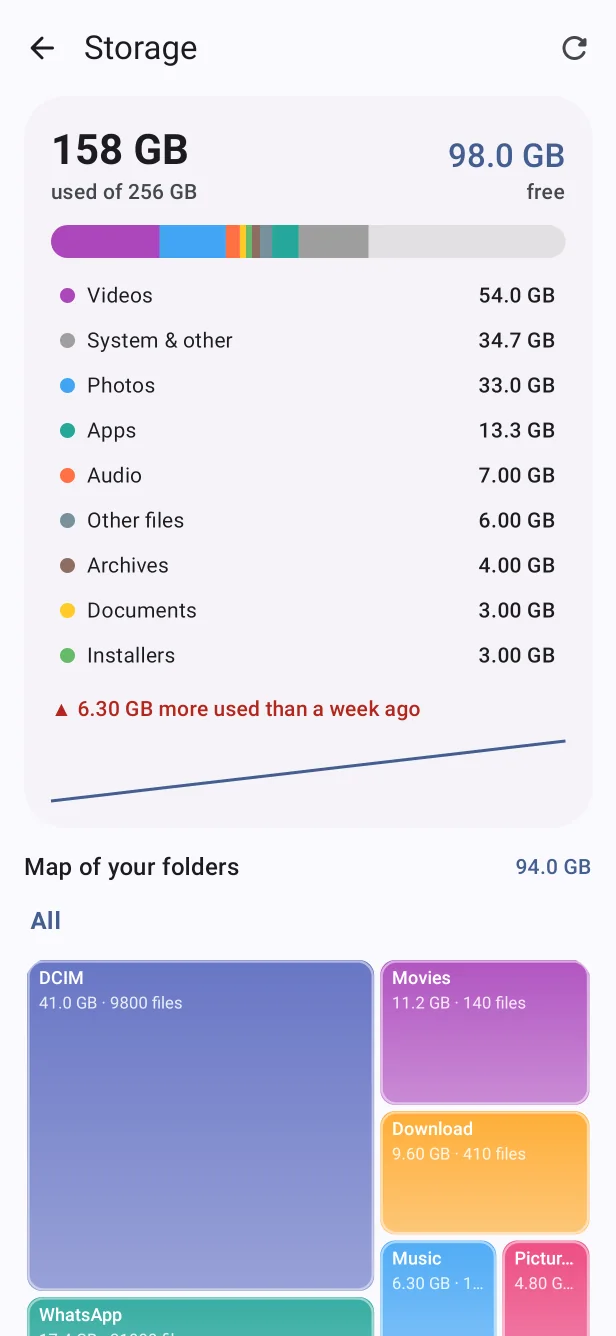 Storage
158 GB
98.0 GB
used of 256 GB
free
Videos 54.0 GB
System & other 34.7 GB
Photos 33.0 GB
Apps 13.3 GB
Audio 7.00 GB
Other files 6.00 GB
Archives 4.00 GB
Documents 3.00 GB
Installers 3.00 GB
▲ 6.30 GB more used than a week ago
Map of your folders 94.0 GB
All
DCIM
41.0 GB · 9800 files
Movies
11.2 GB · 140 files
Download
9.60 GB · 410 files
Music
6.30 GB · 1...
Pictur...
4.80 G...
WhatsApp